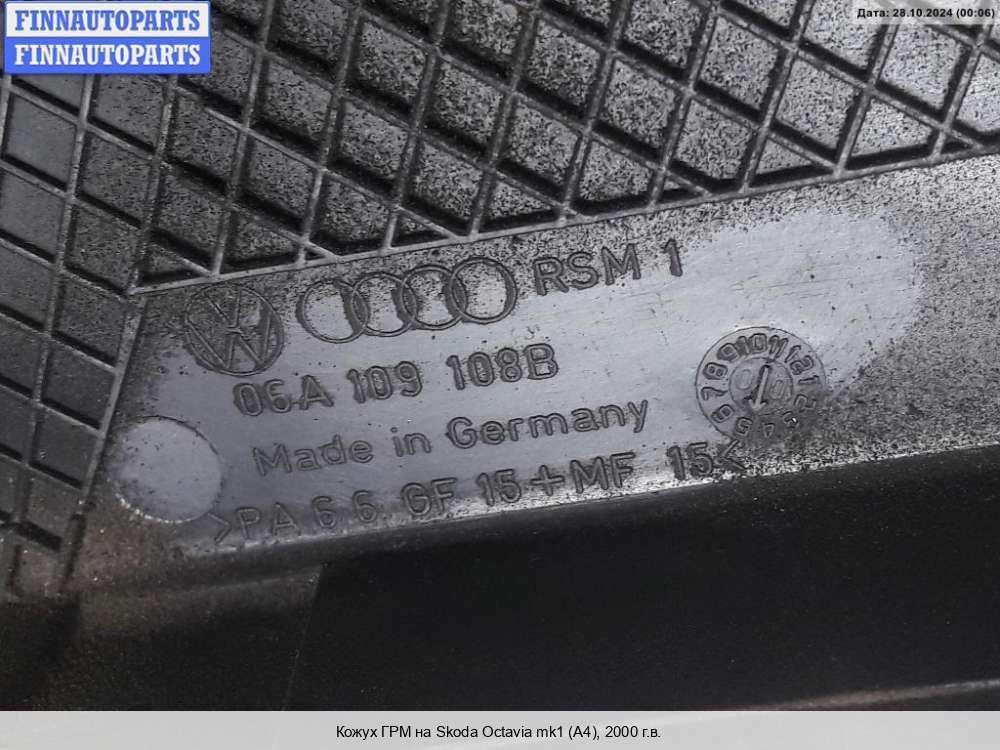 FINNAUTOPARTS
FINNAUTOPARTS
Дата: 28.10.2024 (00:06)
RSM 1
06A 109 108B
Made in Germany
>PA 6 6 GF 15+MF 15<
Кожух ГРМ на Skoda Octavia mk1 (A4), 2000 г.в.